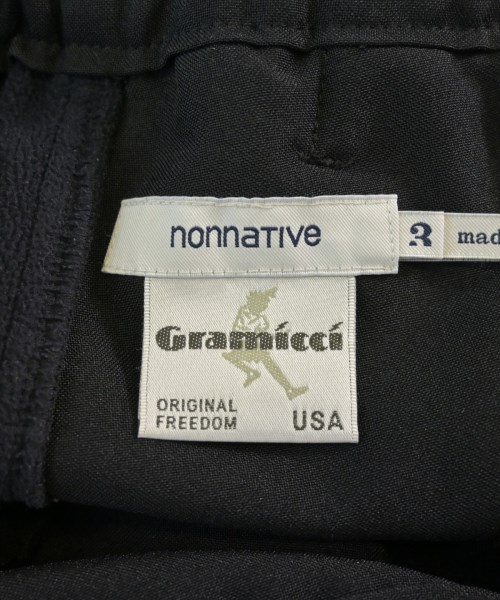 nonnative
3 mad
Gramicci
ORIGINAL
FREEDOM
USA